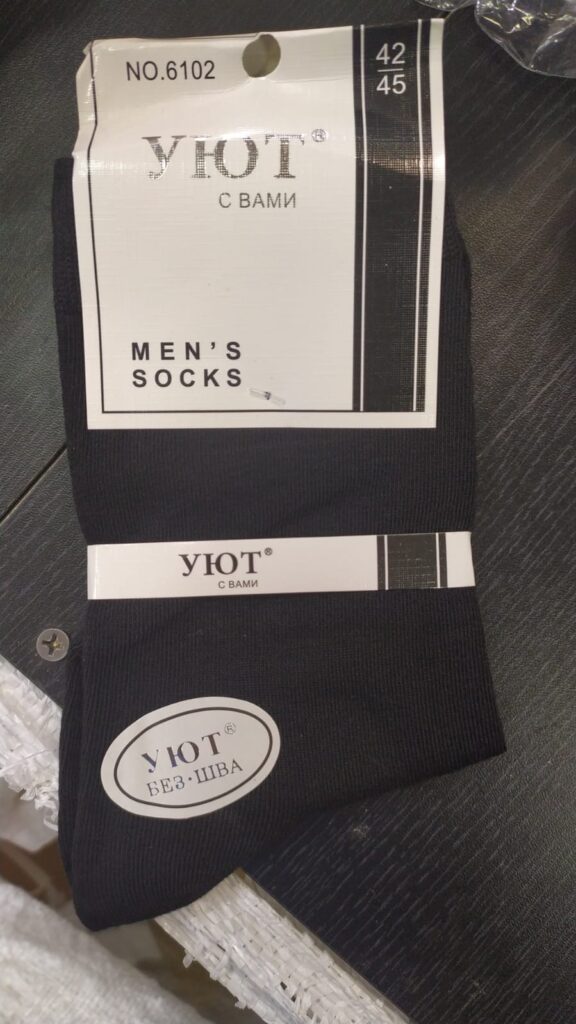 NO.6102
42
45
УЮТ®
С ВАМИ
MEN'S
SOCKS
УЮТ®
С ВАМИ
УЮТ®
БЕЗ·ШВА